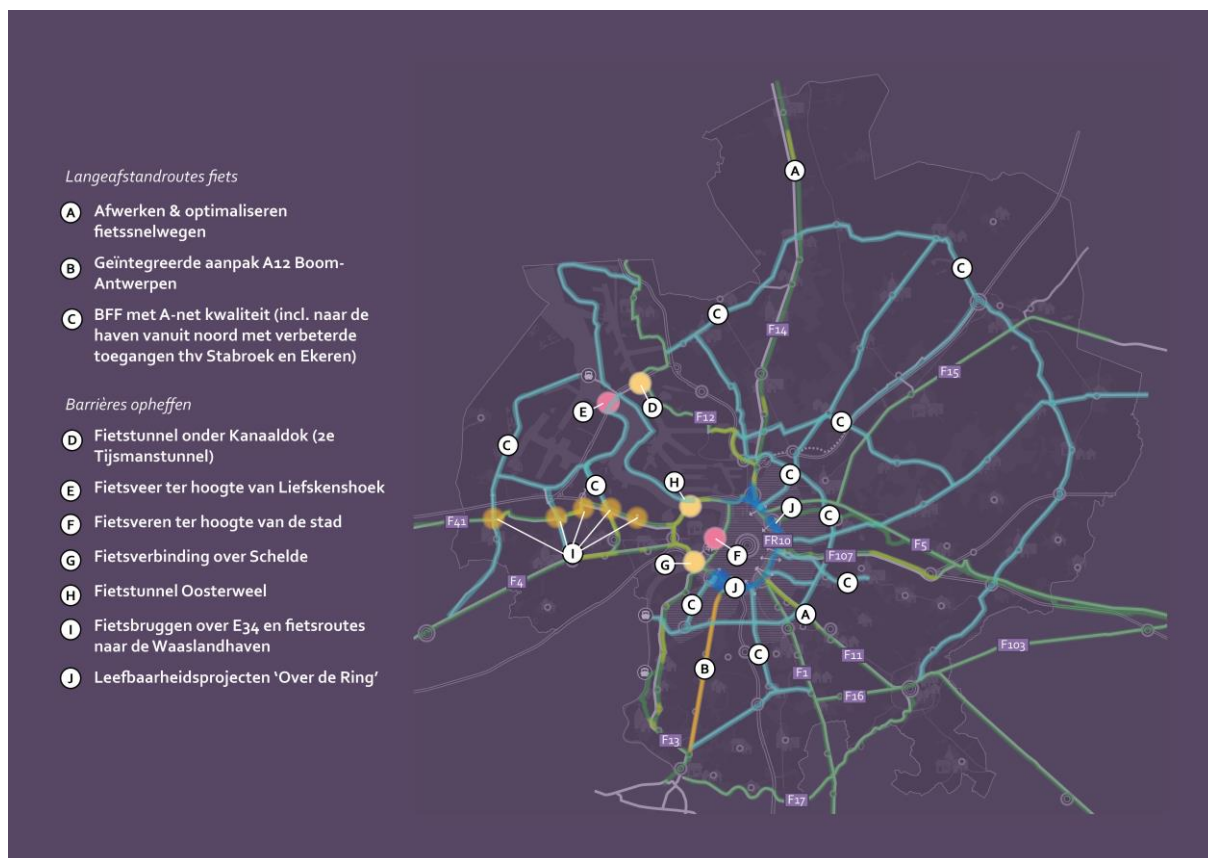 Langeafstandroutes fiets
A Afwerken & optimaliseren
fietssnelwegen
B Geïntegreerde aanpak A12 Boom-
Antwerpen
C BFF met A-net kwaliteit (incl. naar de
haven vanuit noord met verbeterde
toegangen thv Stabroek en Ekeren)
Barrières opheffen
D Fietstunnel onder Kanaaldok (2e
Tijsmanstunnel)
E Fietsveer ter hoogte van Liefskenshoek
F Fietsveren ter hoogte van de stad
G Fietsverbinding over Schelde
H Fietstunnel Oosterweel
I Fietsbruggen over E34 en fietsroutes
naar de Waaslandhaven
J Leefbaarheidsprojecten ‘Over de Ring’
A
C
C
F14
F15
D
E
F12
C
C
C
H
C
J
C
F41
FR10
F5
I
F
F107
G
F4
J
C
C
A
F103
B
C
F11
F1
F16
F13
F17